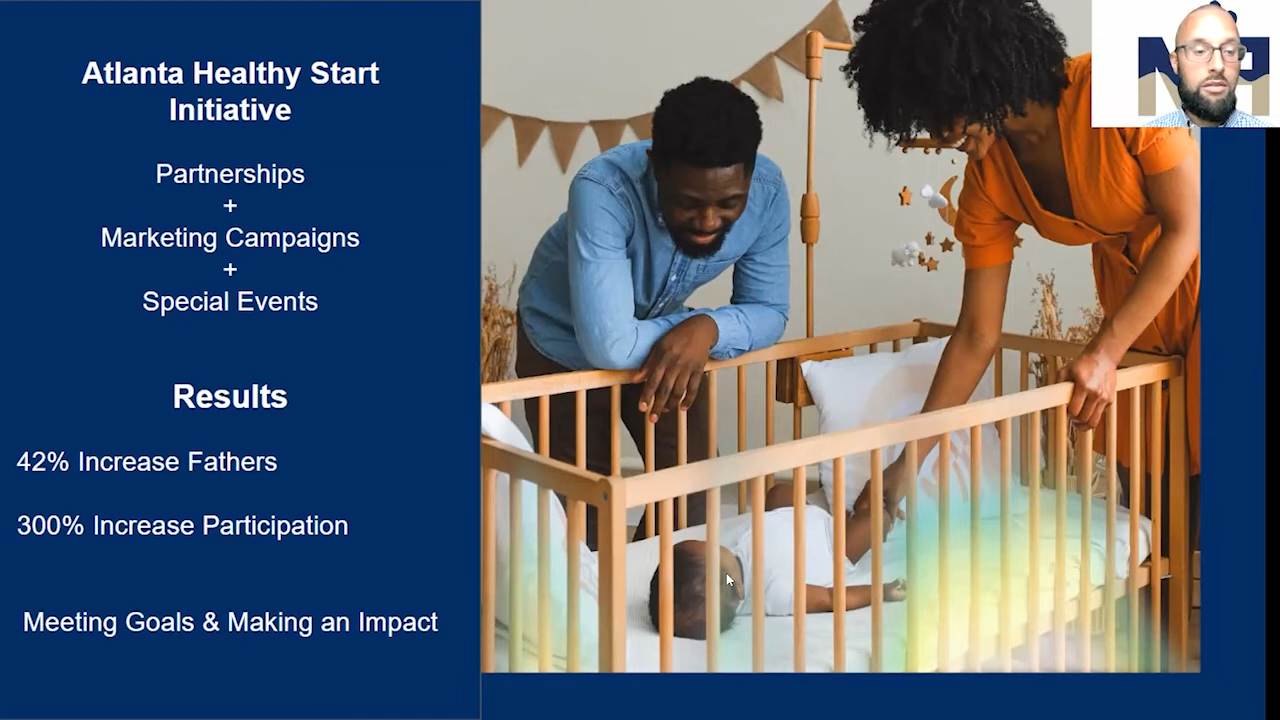 Atlanta Healthy Start
Initiative
Partnerships
+
Marketing Campaigns
+
Special Events
Results
42% Increase Fathers
300% Increase Participation
Meeting Goals & Making an Impact